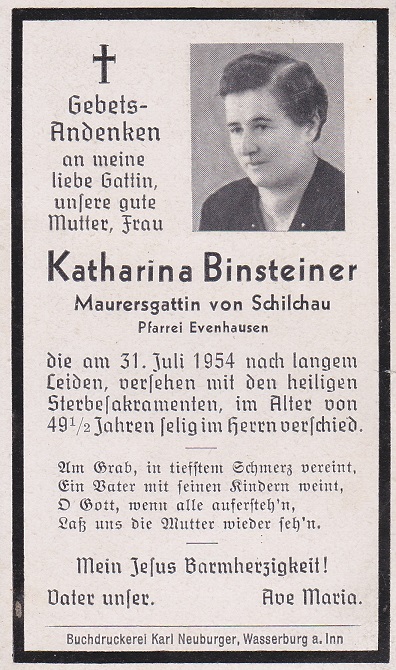 Gebets-
Andenken
an meine
liebe Gattin,
unsere gute
Mutter, Frau
Katharina Binsteiner
Maurersgattin von Schilchau
Pfarrei Evenhausen
die am 31. Juli 1954 nach langem
Leiden, versehen mit den heiligen
Sterbesakramenten, im Alter von
49 1/2 Jahren selig im Herrn verschied.
Am Grab, in tiefstem Schmerz vereint,
Ein Vater mit seinen Kindern weint,
O Gott, wenn alle aufersteh'n,
Laß uns die Mutter wieder seh'n.
Mein Jesus Barmherzigkeit!
Vater unser. Ave Maria.
Buchdruckerei Karl Neuburger, Wasserburg a. Inn